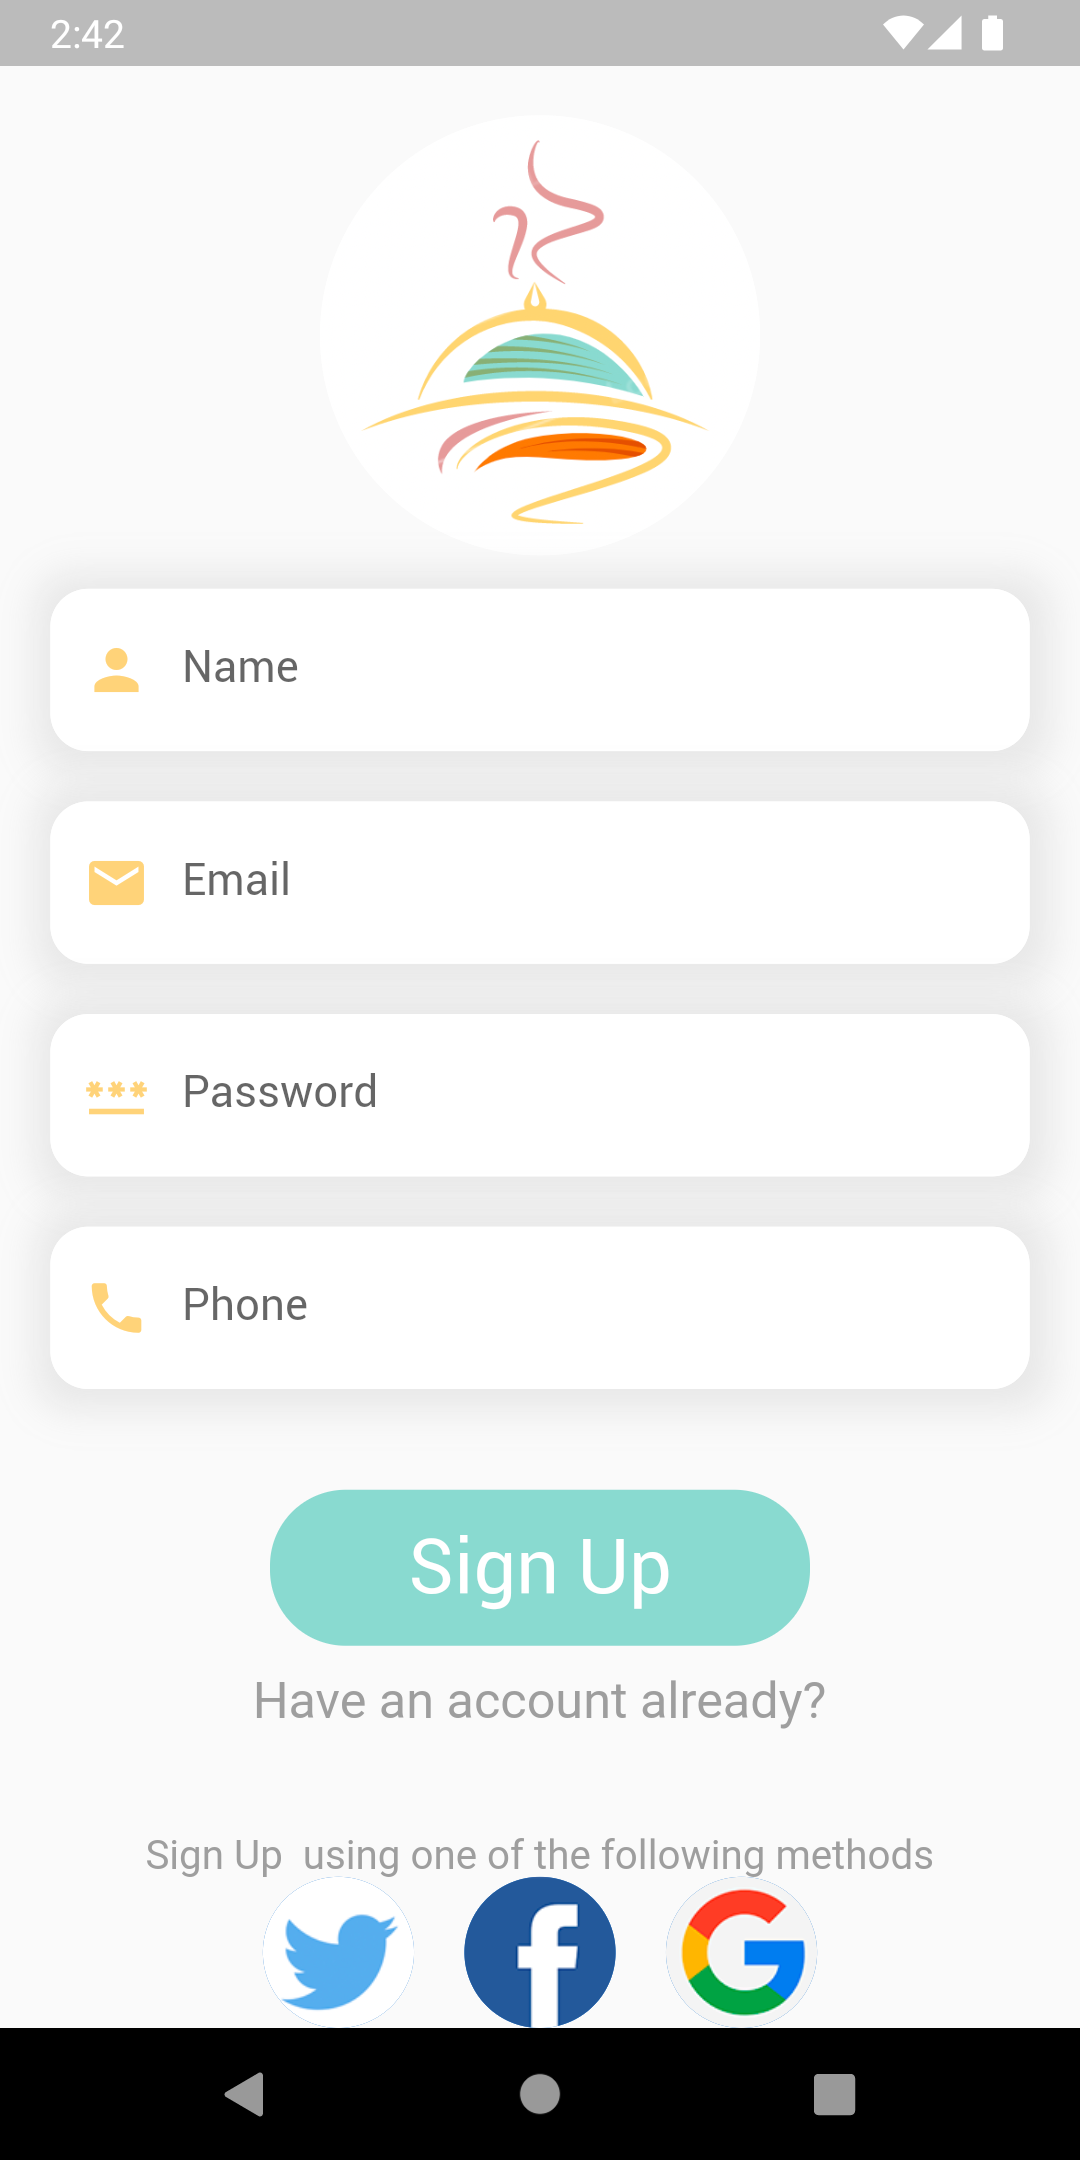 2:42
Name
Email
Password
Phone
Sign Up
Have an account already?
Sign Up  using one of the following methods